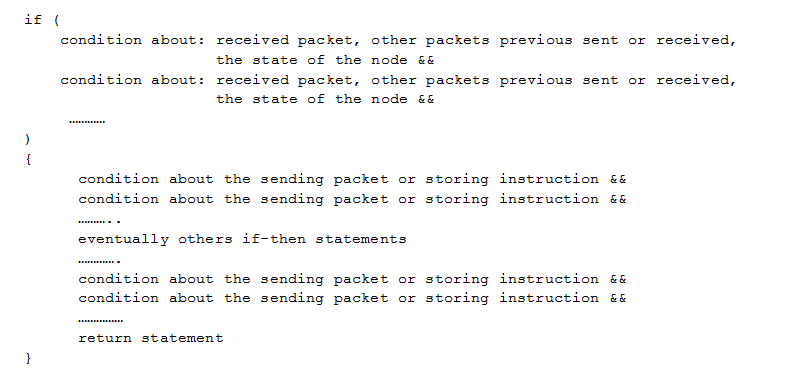 if (
condition about: received packet, other packets previous sent or received,
the state of the node &&
condition about: received packet, other packets previous sent or received,
the state of the node &&
…………
)
{
condition about the sending packet or storing instruction &&
condition about the sending packet or storing instruction &&
………..
eventually others if-then statements
………….
condition about the sending packet or storing instruction &&
condition about the sending packet or storing instruction &&
……………
return statement
}